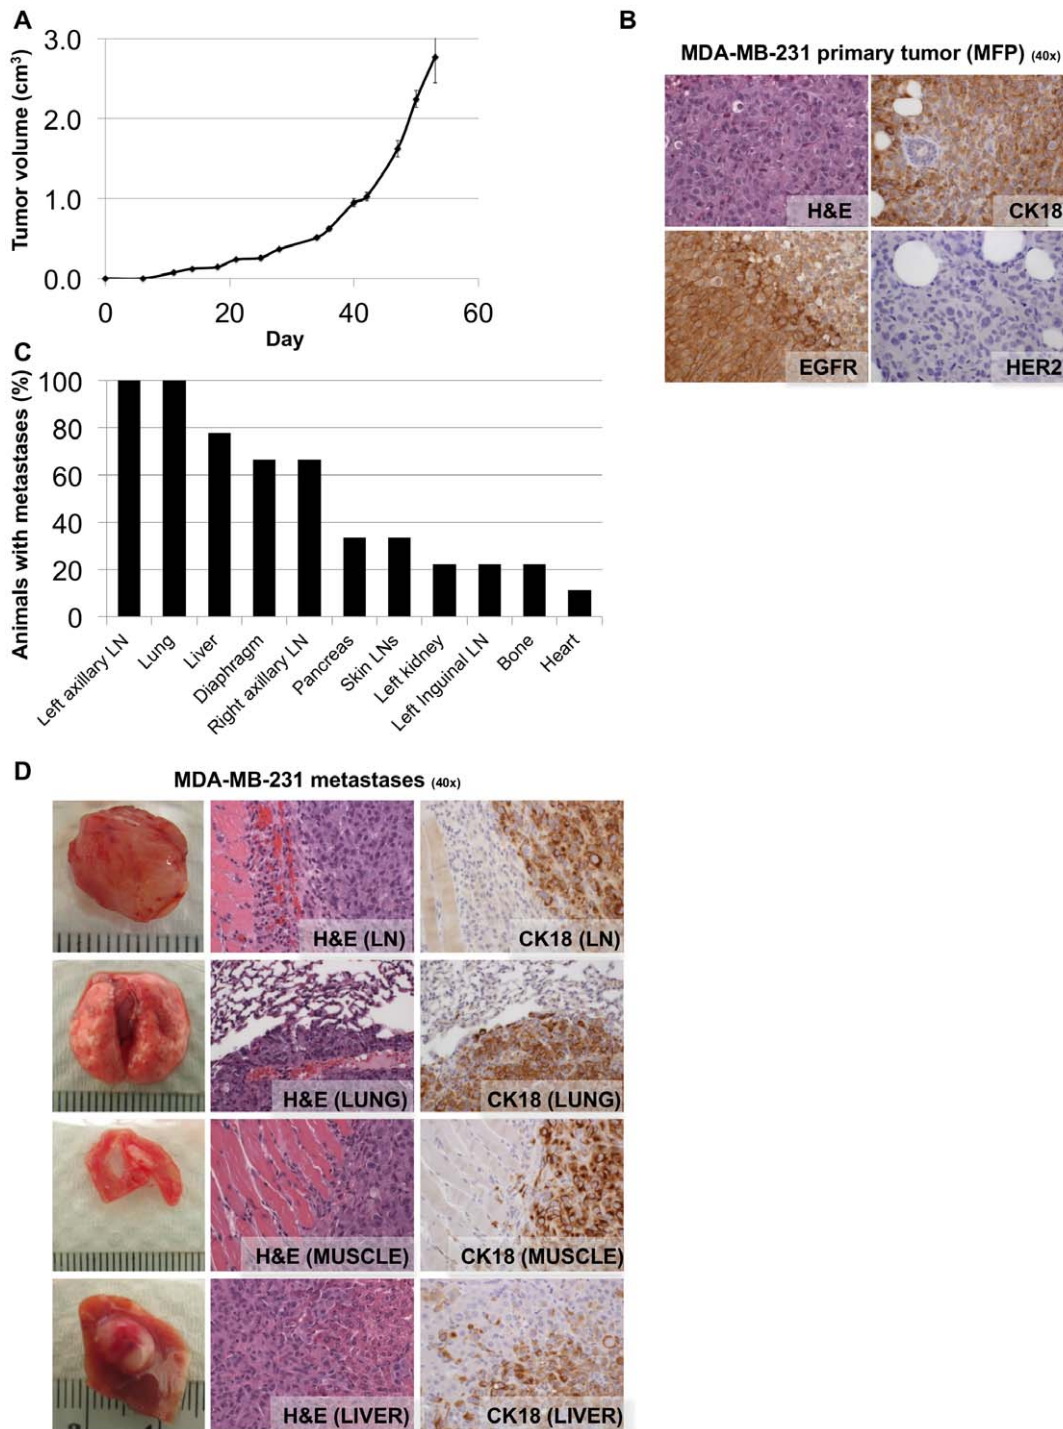 A
Tumor volume (cm³)
3.0
2.0
1.0
0.0
0
20
40
60
Day
B
MDA-MB-231 primary tumor (MFP) (40x)
H&E
CK18
EGFR
HER2
C
Animals with metastases (%)
100
80
60
40
20
0
Left axillary LN
Lung
Liver
Diaphragm
Right axillary LN
Pancreas
Skin LNs
Left kidney
Left Inguinal LN
Bone
Heart
D
MDA-MB-231 metastases (40x)
H&E (LN)
CK18 (LN)
H&E (LUNG)
CK18 (LUNG)
H&E (MUSCLE)
CK18 (MUSCLE)
H&E (LIVER)
CK18 (LIVER)